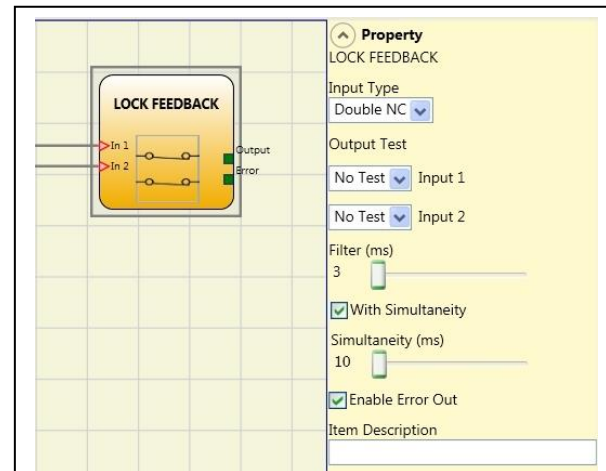 LOCK FEEDBACK
In 1
In 2
Output
Error
Property
LOCK FEEDBACK
Input Type
Double NC
Output Test
No Test Input 1
No Test Input 2
Filter (ms)
3
With Simultaneity
Simultaneity (ms)
10
Enable Error Out
Item Description